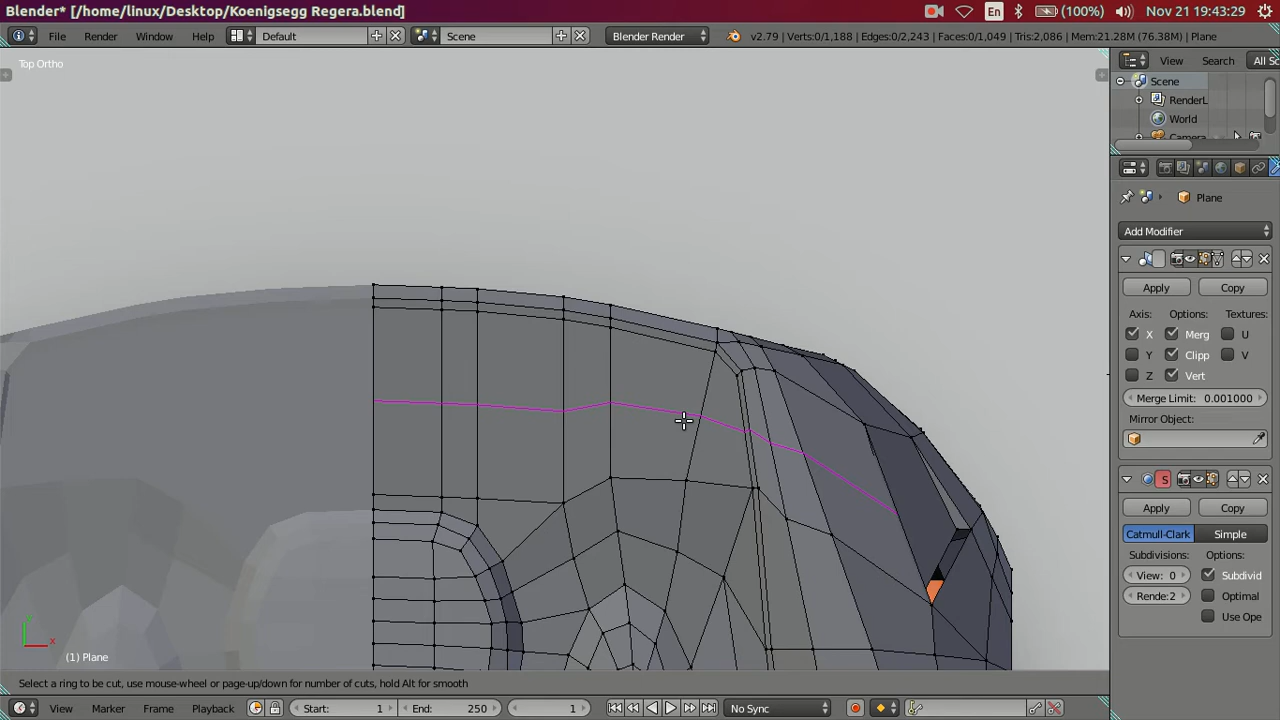 Blender* [/home/linux/Desktop/Koenigsegg Regera.blend]
En
(100%)
Nov 21 19:43:29
File
Render
Window
Help
Default
Scene
Blender Render
v2.79 | Verts:0/1,188 | Edges:0/2,243 | Faces:0/1,049 | Tris:2,086 | Mem:21.28M (76.38M) | Plane
Top Ortho
View
Search
All Sc
Scene
RenderL
World
Camera
Plane
Add Modifier
Apply
Copy
Axis:
Options:
Textures:
X
Merg
U
Y
Clipp
V
Z
Vert
Merge Limit: 0.001000
Mirror Object:
S
Apply
Copy
Catmull-Clark
Simple
Subdivisions:
Options:
View: 0
Subdivid
Rende:2
Optimal
Use Ope
y
x
(1) Plane
Select a ring to be cut, use mouse-wheel or page-up/down for number of cuts, hold Alt for smooth
View
Marker
Frame
Playback
Start:
1
End:
250
1
No Sync